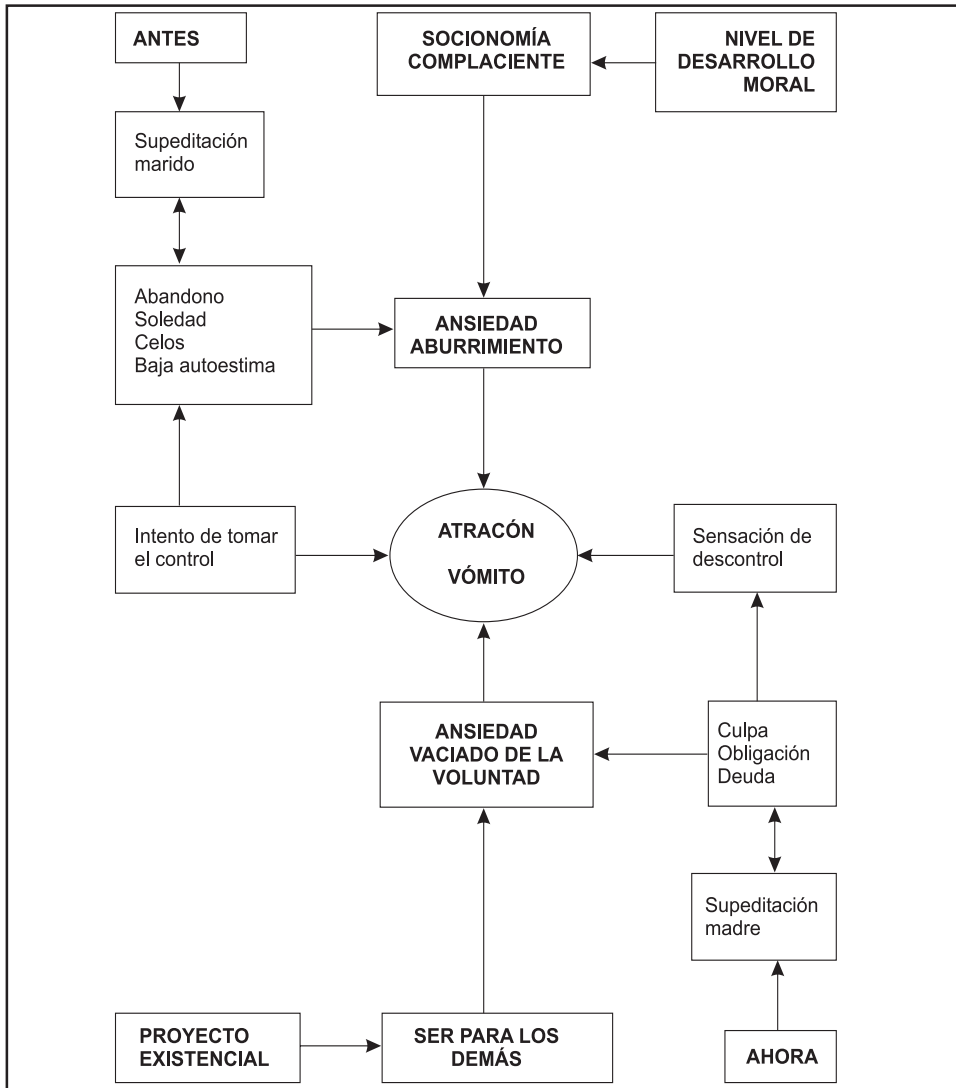 ANTES
SOCIONOMÍA
COMPLACIENTE
NIVEL DE
DESARROLLO
MORAL
Supeditación
marido
Abandono
Soledad
Celos
Baja autoestima
ANSIEDAD
ABURRIMIENTO
Intento de tomar
el control
ATRACÓN
VÓMITO
Sensación de
descontrol
ANSIEDAD
VACIADO DE LA
VOLUNTAD
Culpa
Obligación
Deuda
Supeditación
madre
PROYECTO
EXISTENCIAL
SER PARA LOS
DEMÁS
AHORA